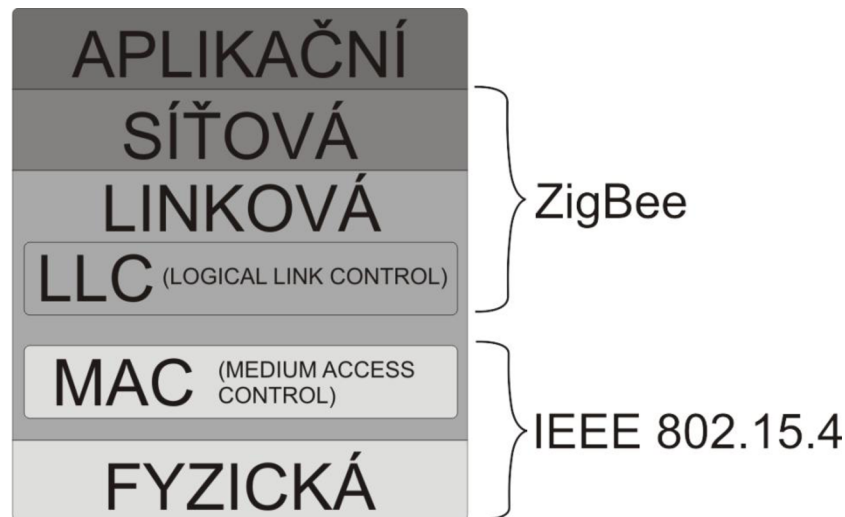 APLIKAČNÍ
SÍŤOVÁ
LINKOVÁ
LLC (LOGICAL LINK CONTROL)
ZigBee
MAC (MEDIUM ACCESS
CONTROL)
IEEE 802.15.4
FYZICKÁ